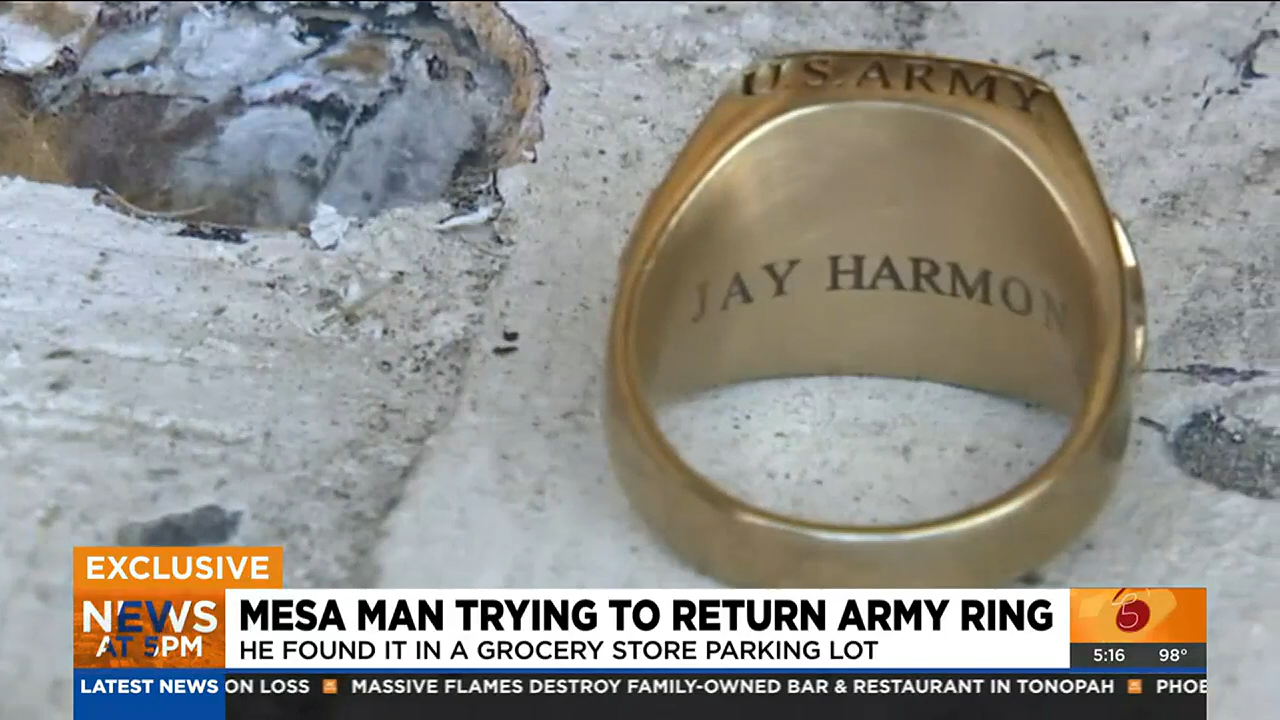 U.S. ARMY
JAY HARMON
EXCLUSIVE
NEWS
AT 5PM
MESA MAN TRYING TO RETURN ARMY RING
HE FOUND IT IN A GROCERY STORE PARKING LOT
5
5:16 98°
LATEST NEWS ON LOSS MASSIVE FLAMES DESTROY FAMILY-OWNED BAR & RESTAURANT IN TONOPAH